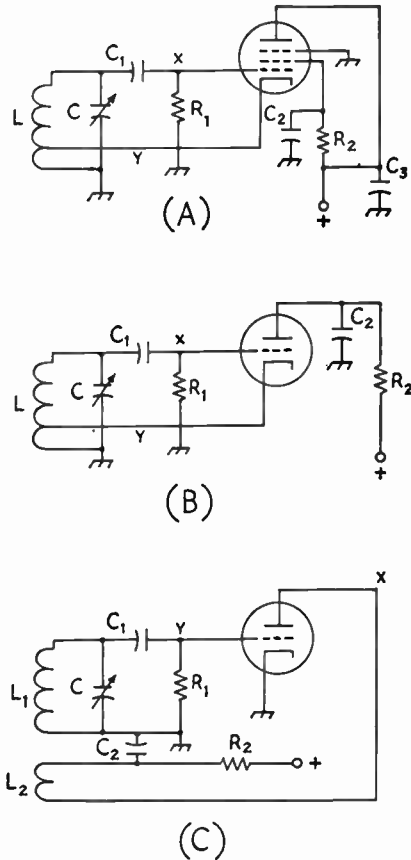 C1 X
L C R1 C2 R2
Y C3
+
(A)
C1 X C2
L C R1 R2
Y
+
(B)
X
C1 Y
L1 C R1
C2 R2 +
L2
(C)